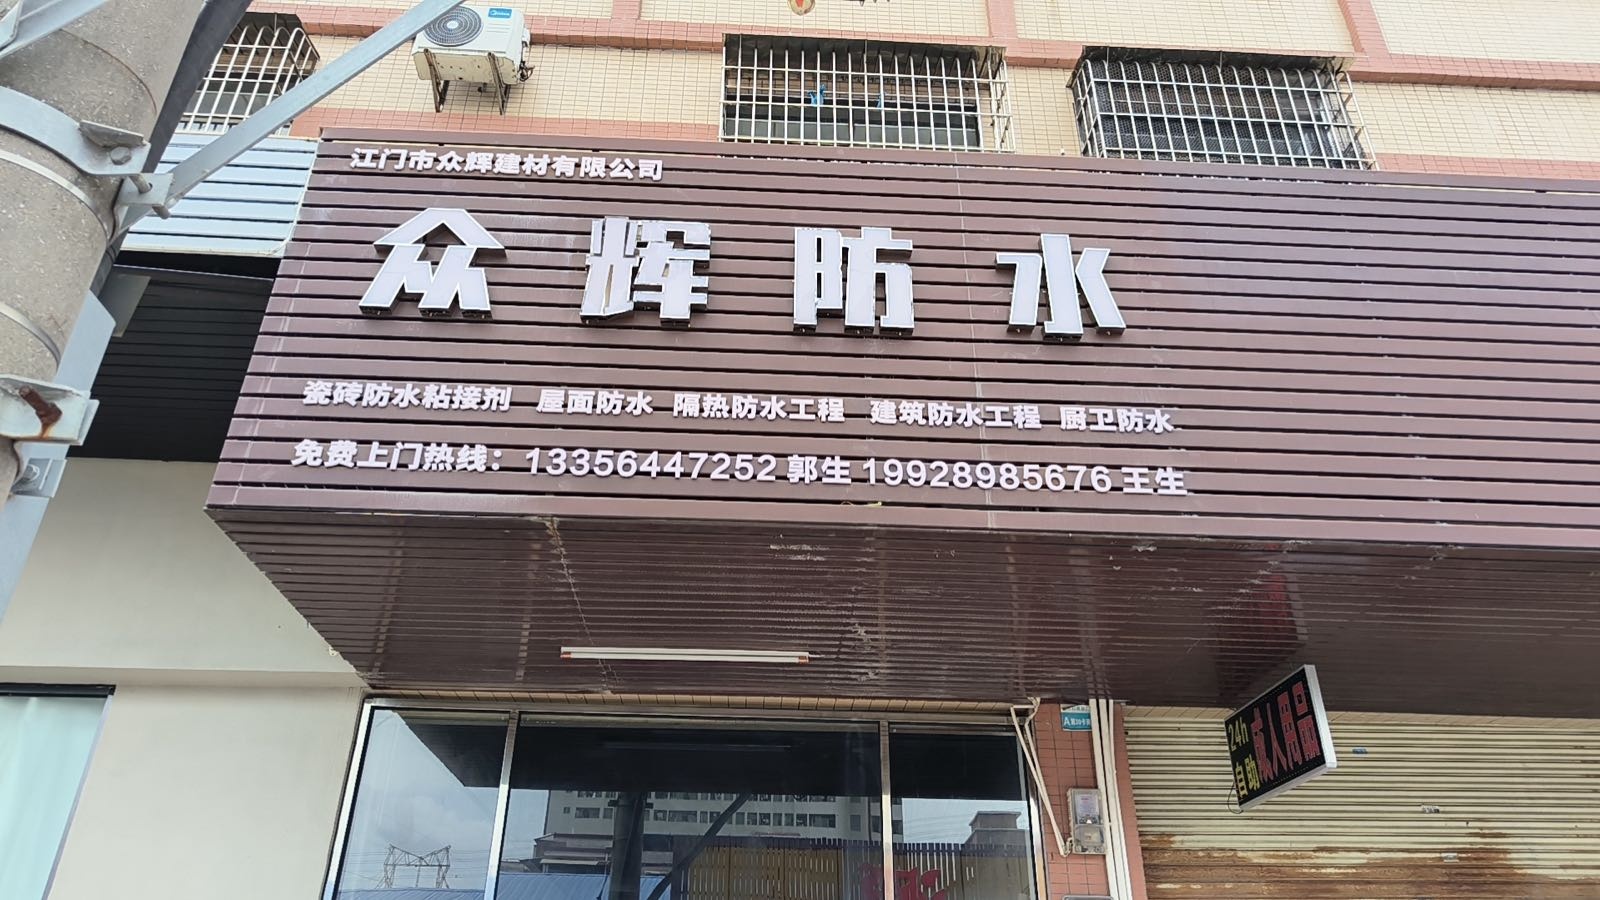 江门市众辉建材有限公司
众辉防水
瓷砖防水粘接剂 屋面防水 隔热防水工程 建筑防水工程 厨卫防水
免费上门热线：13356447252 郭生 19928985676 王生
24h
自助
成人用品